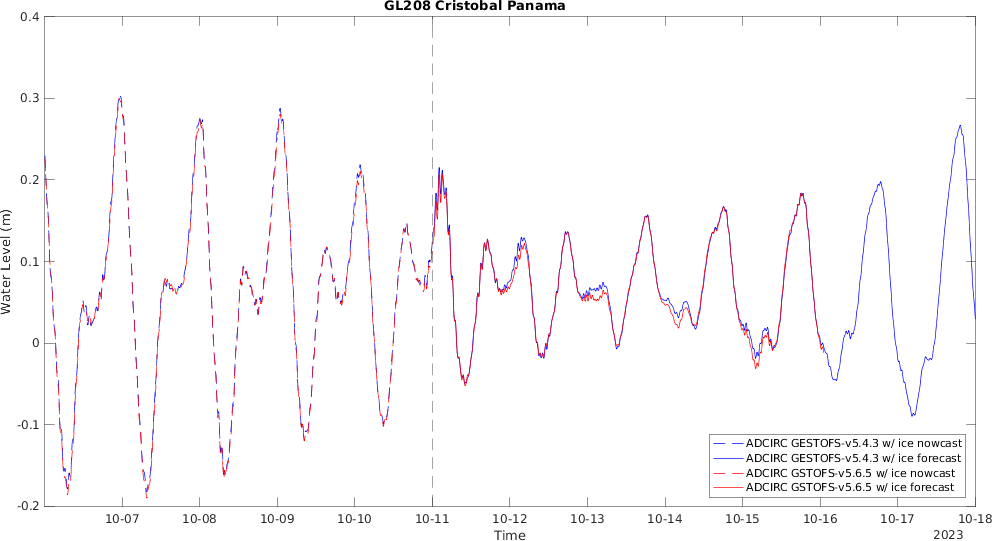 GL208 Cristobal Panama
0.4
0.3
0.2
0.1
0
-0.1
-0.2
Water Level (m)
ADCIRC GESTOFS-v5.4.3 w/ ice nowcast
ADCIRC GESTOFS-v5.4.3 w/ ice forecast
ADCIRC GSTOFS-v5.6.5 w/ ice nowcast
ADCIRC GSTOFS-v5.6.5 w/ ice forecast
10-07 10-08 10-09 10-10 10-11 10-12 10-13 10-14 10-15 10-16 10-17 10-18
Time
2023